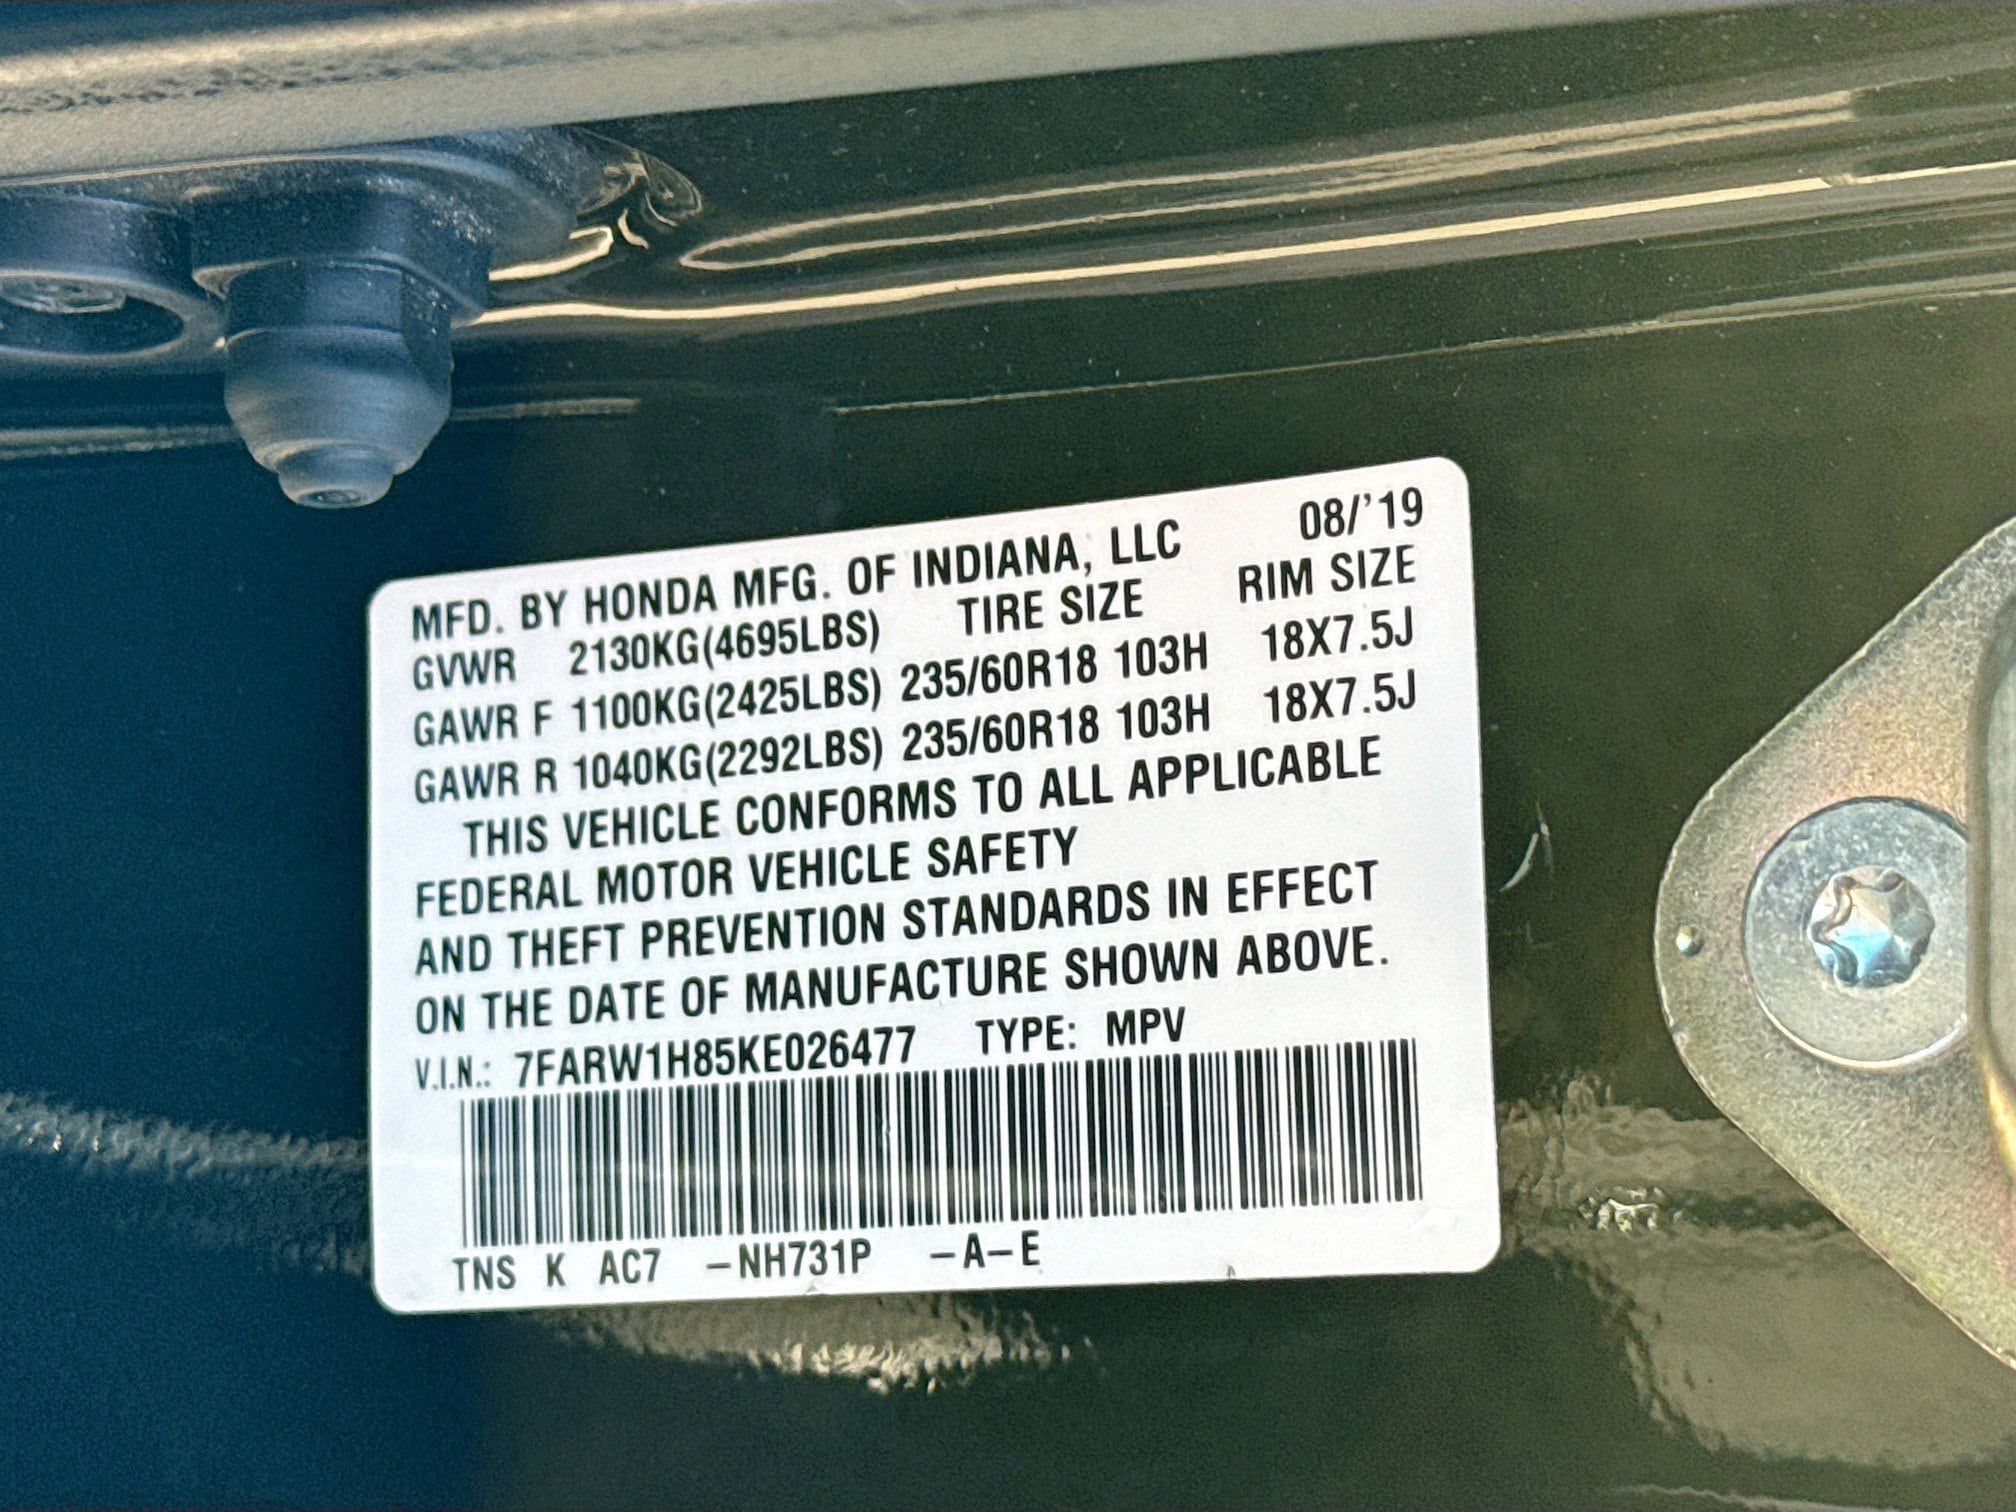 MFD. BY HONDA MFG. OF INDIANA, LLC 08/'19
GVWR 2130KG(4695LBS) TIRE SIZE RIM SIZE
GAWR F 1100KG(2425LBS) 235/60R18 103H 18X7.5J
GAWR R 1040KG(2292LBS) 235/60R18 103H 18X7.5J
THIS VEHICLE CONFORMS TO ALL APPLICABLE
FEDERAL MOTOR VEHICLE SAFETY
AND THEFT PREVENTION STANDARDS IN EFFECT
ON THE DATE OF MANUFACTURE SHOWN ABOVE.
V.I.N.: 7FARW1H85KE026477 TYPE: MPV
TNS K AC7 -NH731P -A-E